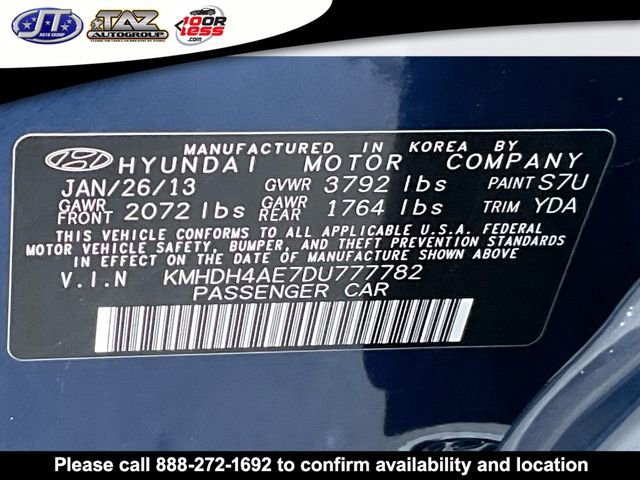 JT
AUTO GROUP
TAZ
AUTOGROUP
10OR
LESS
.com
MANUFACTURED IN KOREA BY
HYUNDAI MOTOR COMPANY
JAN/26/13 GVWR 3792 lbs PAINT S7U
GAWR FRONT 2072 lbs GAWR REAR 1764 lbs TRIM YDA
THIS VEHICLE CONFORMS TO ALL APPLICABLE U.S.A. FEDERAL
MOTOR VEHICLE SAFETY, BUMPER, AND THEFT PREVENTION STANDARDS
IN EFFECT ON THE DATE OF MANUFACTURE SHOWN ABOVE
V.I.N KMHDH4AE7DU777782
PASSENGER CAR
Please call 888-272-1692 to confirm availability and location